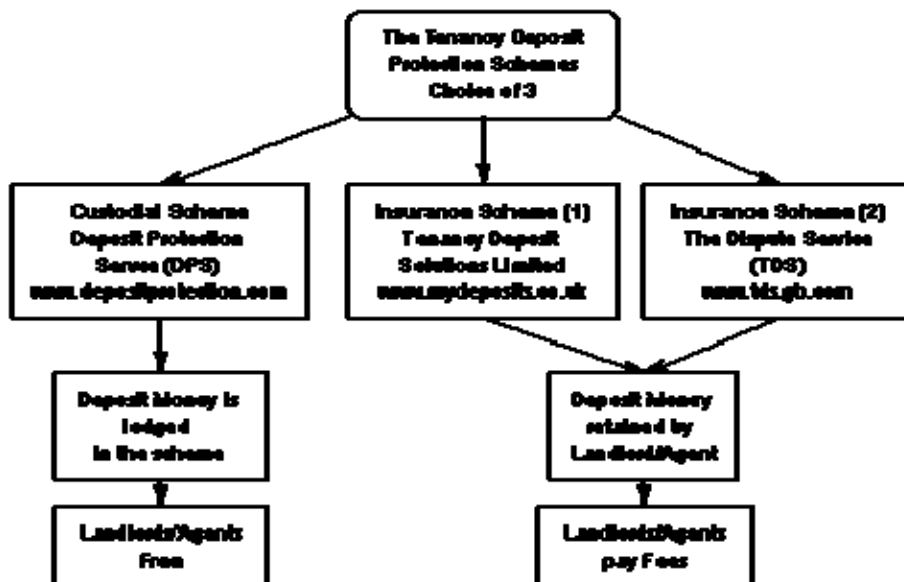 The Tenancy Deposit
Protection Schemes
Choice of 3
Custodial Scheme
Deposit Protection
Servce (DPS)
www.depositprotection.com
Insurance Scheme (1)
Tenancy Deposit
Solutions Limited
www.mydeposits.co.uk
Insurance Scheme (2)
The Dispute Service
(TDS)
www.tds.gb.com
Deposit Money is
lodged
in the scheme
Deposit Money
retained by
Landlord/Agent
Landlords/Agents
Free
Landlords/Agents
pay Fees